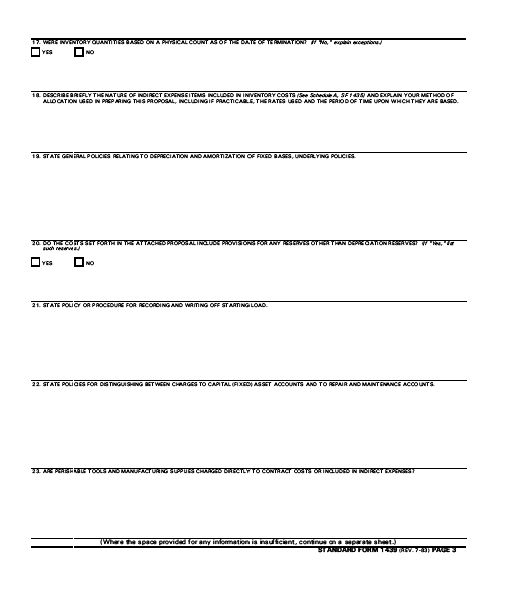 17. WERE INVENTORY QUANTITIES BASED ON A PHYSICAL COUNT AS OF THE DATE OF TERMINATION? (If "No," explain exceptions.)
YES NO
18. DESCRIBE BRIEFLY THE NATURE OF INDIRECT EXPENSE ITEMS INCLUDED IN INIVENTORY COSTS (See Schedule A, SF 1435) AND EXPLAIN YOUR METHOD OF
ALLOCATION USED IN PREPARING THIS PROPOSAL, INCLUDING IF PRACTICABLE, THE RATES USED AND THE PERIOD OF TIME UPON WHICH THEY ARE BASED.
19. STATE GENERAL POLICIES RELATING TO DEPRECIATION AND AMORTIZATION OF FIXED BASES, UNDERLYING POLICIES.
20. DO THE COSTS SET FORTH IN THE ATTACHED PROPOSAL INCLUDE PROVISIONS FOR ANY RESERVES OTHER THAN DEPRECIATION RESERVES? (If "Yes," list
such reserves.)
YES NO
21. STATE POLICY OR PROCEDURE FOR RECORDING AND WRITING OFF STARTING LOAD.
22. STATE POLICIES FOR DISTINGUISHING BETWEEN CHARGES TO CAPITAL (FIXED) ASSET ACCOUNTS AND TO REPAIR AND MAINTENANCE ACCOUNTS.
23. ARE PERISHABLE TOOLS AND MANUFACTURING SUPPLIES CHARGED DIRECTLY TO CONTRACT COSTS OR INCLUDED IN INDIRECT EXPENSES?
(Where the space provided for any information is insufficient, continue on a separate sheet.)
STANDARD FORM 1439 (REV. 7-83) PAGE 3